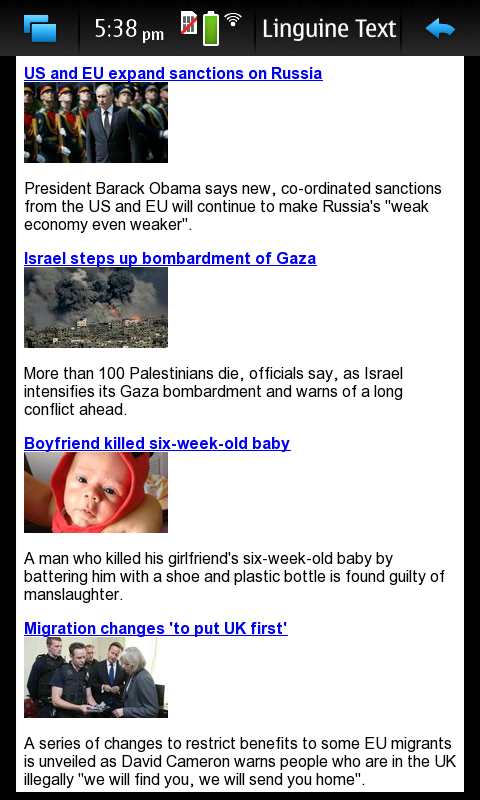 5:38 pm
Linguine Text
US and EU expand sanctions on Russia
President Barack Obama says new, co-ordinated sanctions
from the US and EU will continue to make Russia's "weak
economy even weaker".
Israel steps up bombardment of Gaza
More than 100 Palestinians die, officials say, as Israel
intensifies its Gaza bombardment and warns of a long
conflict ahead.
Boyfriend killed six-week-old baby
A man who killed his girlfriend's six-week-old baby by
battering him with a shoe and plastic bottle is found guilty of
manslaughter.
Migration changes 'to put UK first'
A series of changes to restrict benefits to some EU migrants
is unveiled as David Cameron warns people who are in the UK
illegally "we will find you, we will send you home".